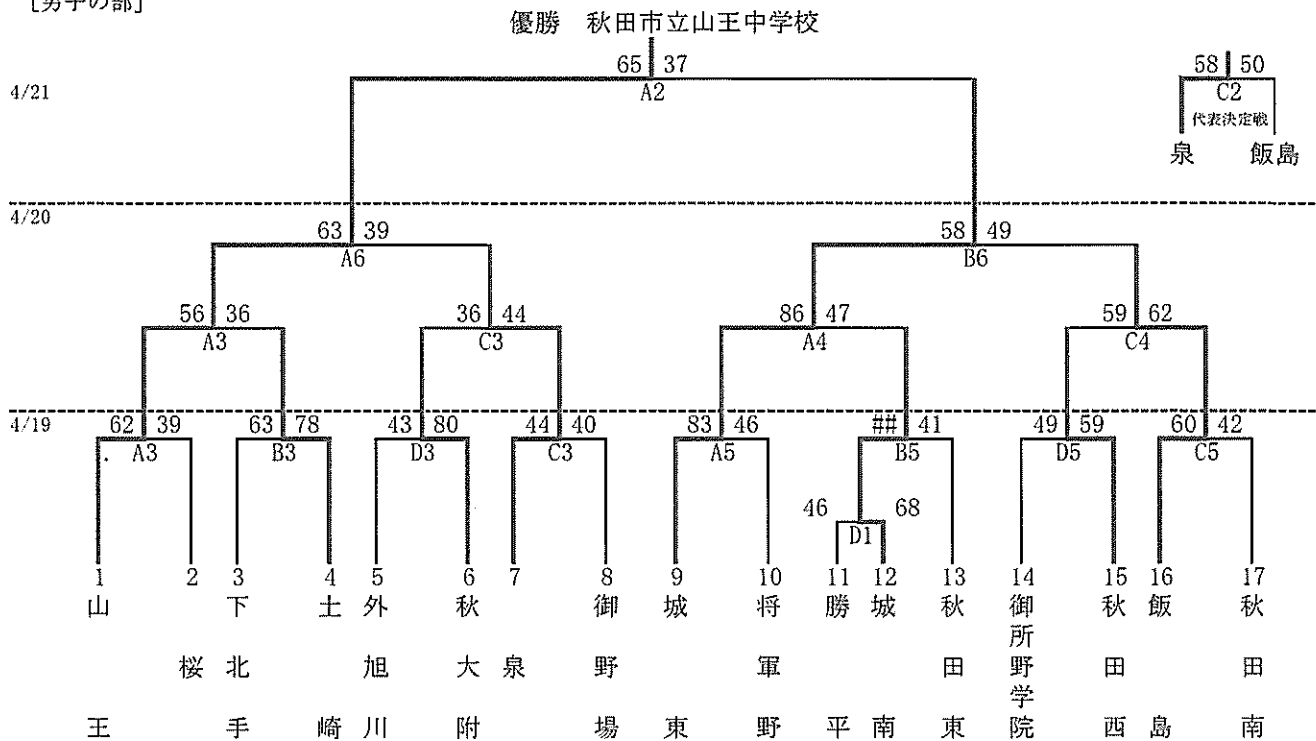 [男子の部]
優勝 秋田市立山王中学校
65 37
A2
4/21
58 50
C2
代表決定戦
泉 飯島
4/20
63 39
A6
58 49
B6
56 36
A3
36 44
C3
86 47
A4
59 62
C4
4/19
62 39
A3
63 78
B3
43 80
D3
44 40
C3
83 46
A5
## 41
B5
49 59
D5
60 42
C5
46 68
D1
1 2 3 4 5 6 7 8 9 10 11 12 13 14 15 16 17
山王
桜
下北手
土崎
外旭川
秋大附
泉
御野場
城東
将軍野
勝平
城南
秋田東
御所野学院
秋田西
飯島
秋田南